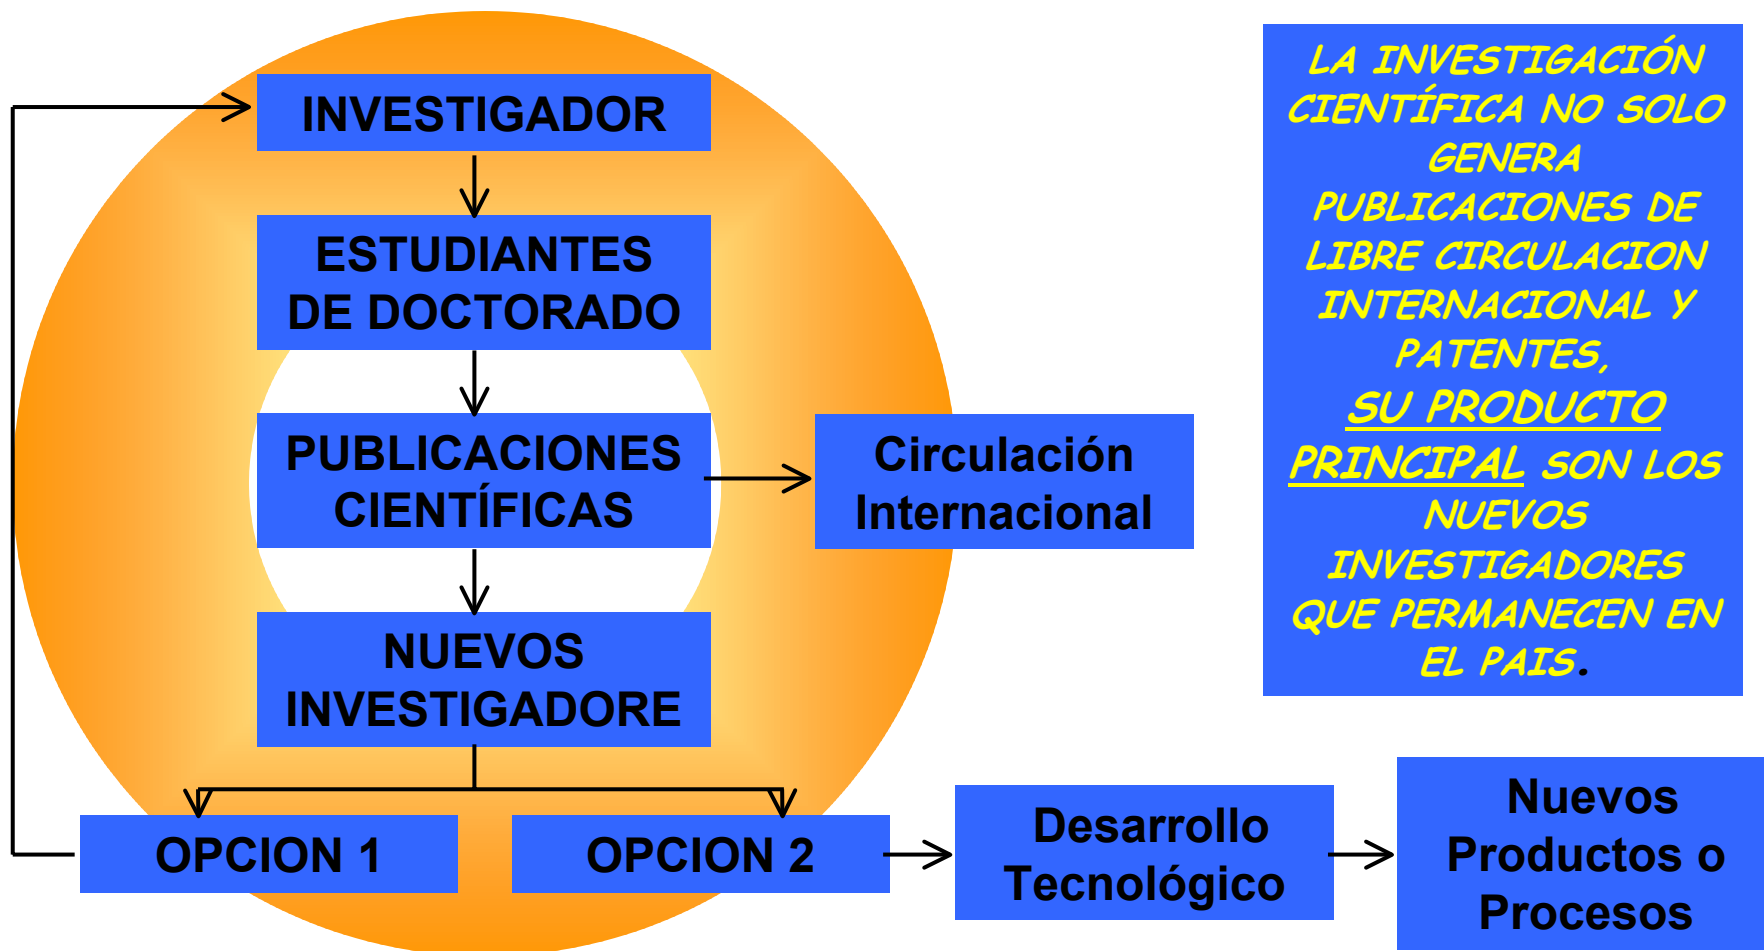 INVESTIGADOR
ESTUDIANTES
DE DOCTORADO
PUBLICACIONES
CIENTÍFICAS
Circulación
Internacional
NUEVOS
INVESTIGADORE
OPCION 1
OPCION 2
Desarrollo
Tecnológico
Nuevos
Productos o
Procesos
LA INVESTIGACIÓN
CIENTÍFICA NO SOLO
GENERA
PUBLICACIONES DE
LIBRE CIRCULACION
INTERNACIONAL Y
PATENTES,
SU PRODUCTO
PRINCIPAL SON LOS
NUEVOS
INVESTIGADORES
QUE PERMANECEN EN
EL PAIS.